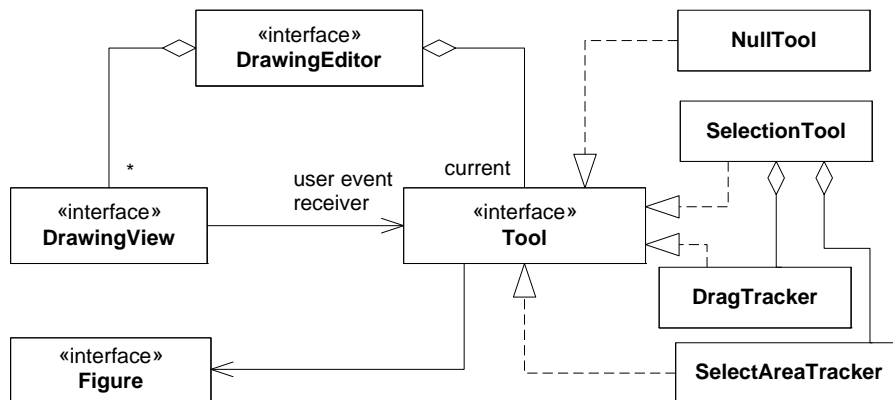 «interface»
DrawingEditor
NullTool
SelectionTool
*
user event
receiver
current
«interface»
DrawingView
«interface»
Tool
DragTracker
«interface»
Figure
SelectAreaTracker